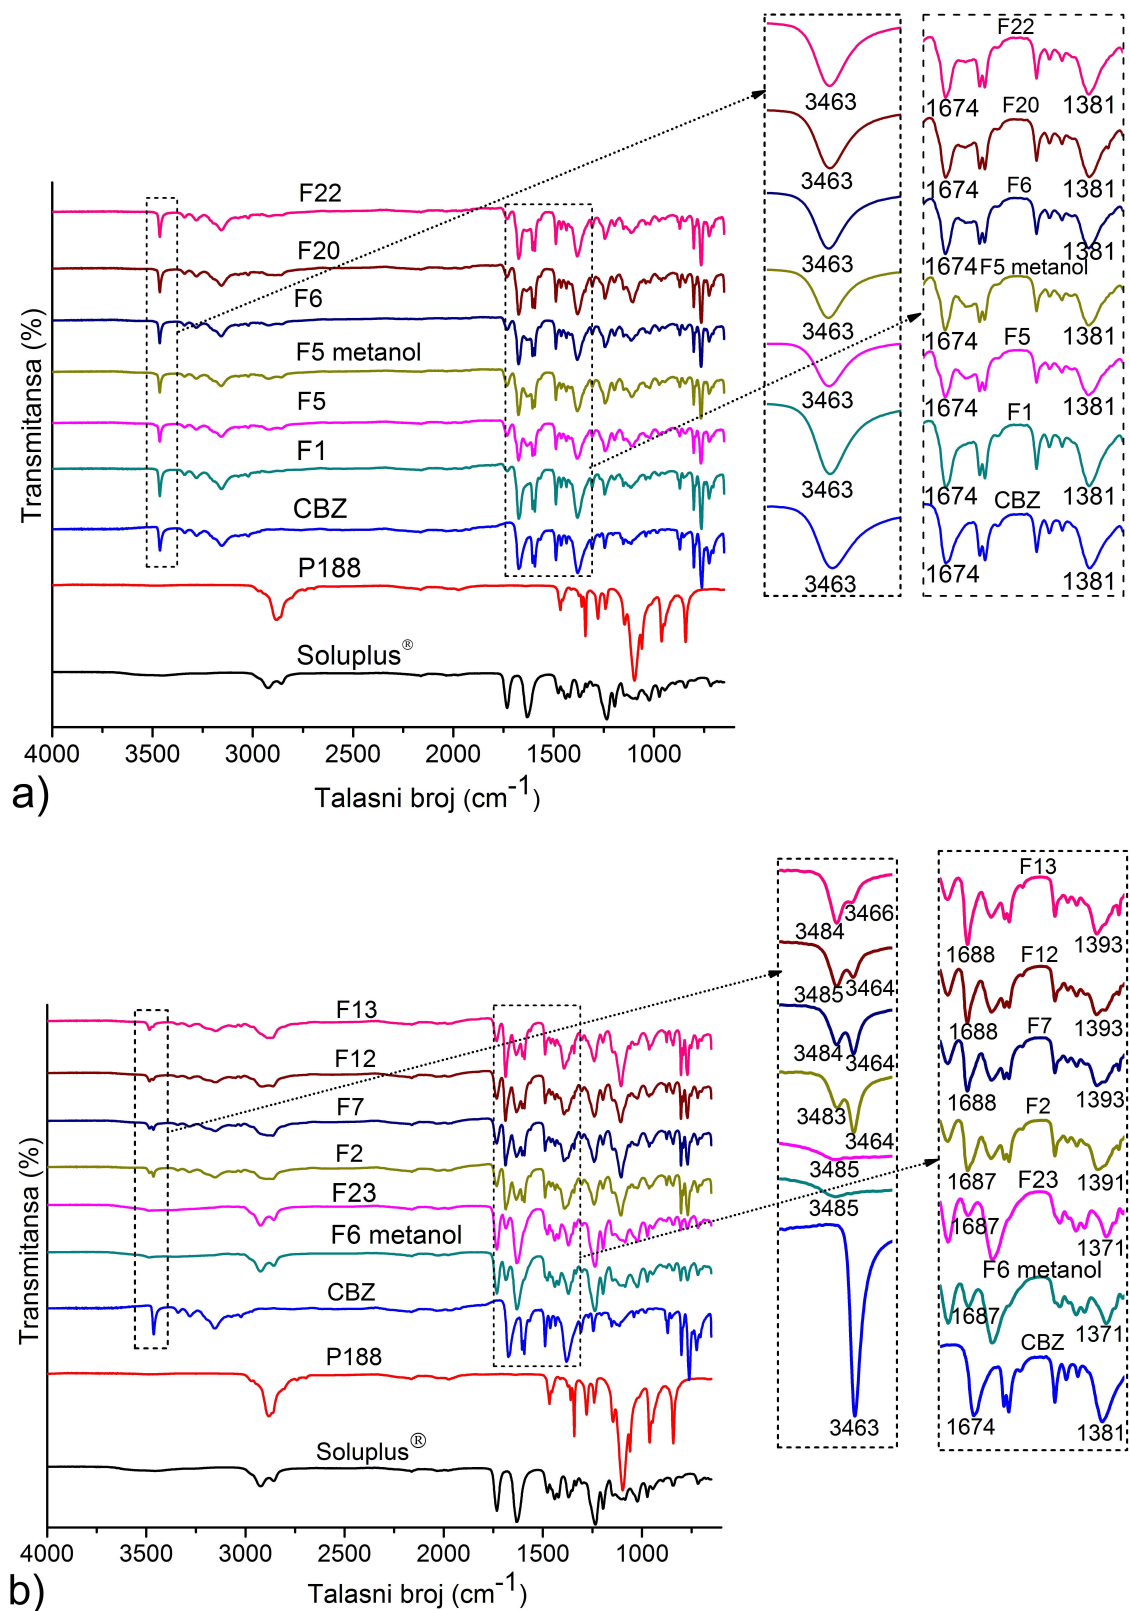 F22
F20
F6
F5 metanol
F5
F1
CBZ
P188
Soluplus®
Transmitansa (%)
4000 3500 3000 2500 2000 1500 1000
Talasni broj (cm-1)
a)
3463
3463
3463
3463
3463
3463
3463
F22
1674 1381
F20
1674 1381
F6
1674 1381
F5 metanol
1674 1381
F5
1674 1381
F1
1674 1381
CBZ
1674 1381
F13
F12
F7
F2
F23
F6 metanol
CBZ
P188
Soluplus®
Transmitansa (%)
4000 3500 3000 2500 2000 1500 1000
Talasni broj (cm-1)
b)
3484 3466
3485 3464
3484 3464
3483 3464
3485
3485
3463
F13
1688 1393
F12
1688 1393
F7
1688 1393
F2
1687 1391
F23
1687 1371
F6 metanol
1687 1371
CBZ
1674 1381